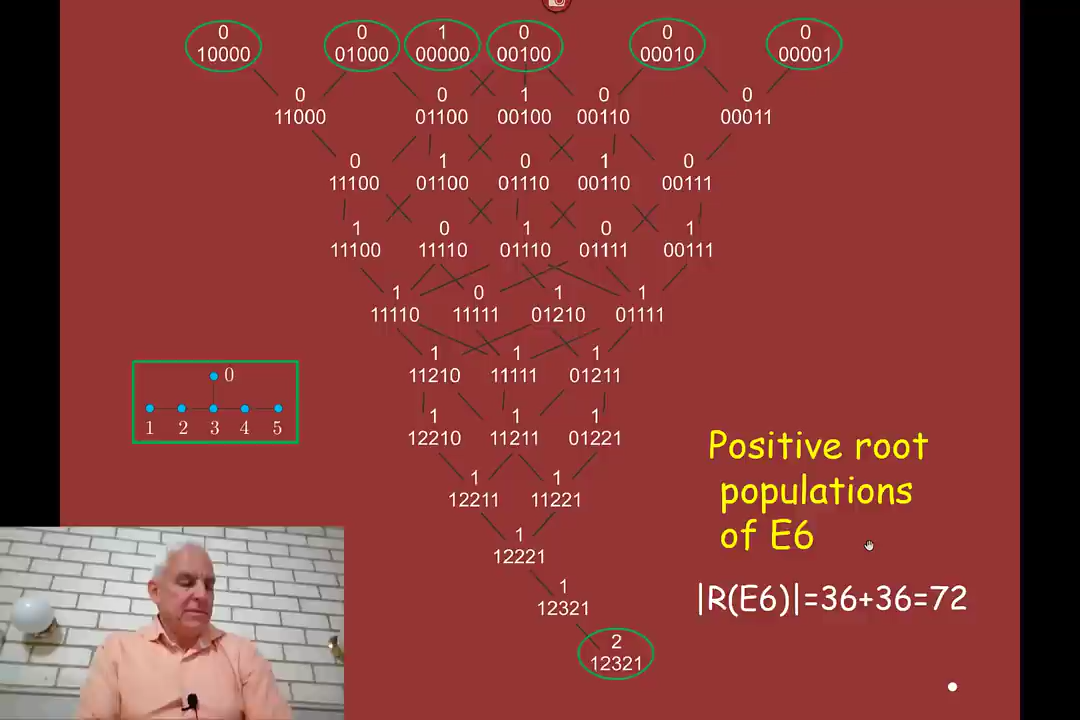 0 0 1 0 0 0
10000 01000 00000 00100 00010 00001
0 0 1 0 0
11000 01100 00100 00110 00011
0 1 0 1 0
11100 01100 01110 00110 00111
1 0 1 0 1
11100 11110 01110 01111 00111
1 0 1 1
11110 11111 01210 01111
1 1 1
11210 11111 01211
0
1 2 3 4 5
1 1 1
12210 11211 01221
1 1
12211 11221
1
12221
1
12321
2
12321
Positive root
populations
of E6
|R(E6)|=36+36=72